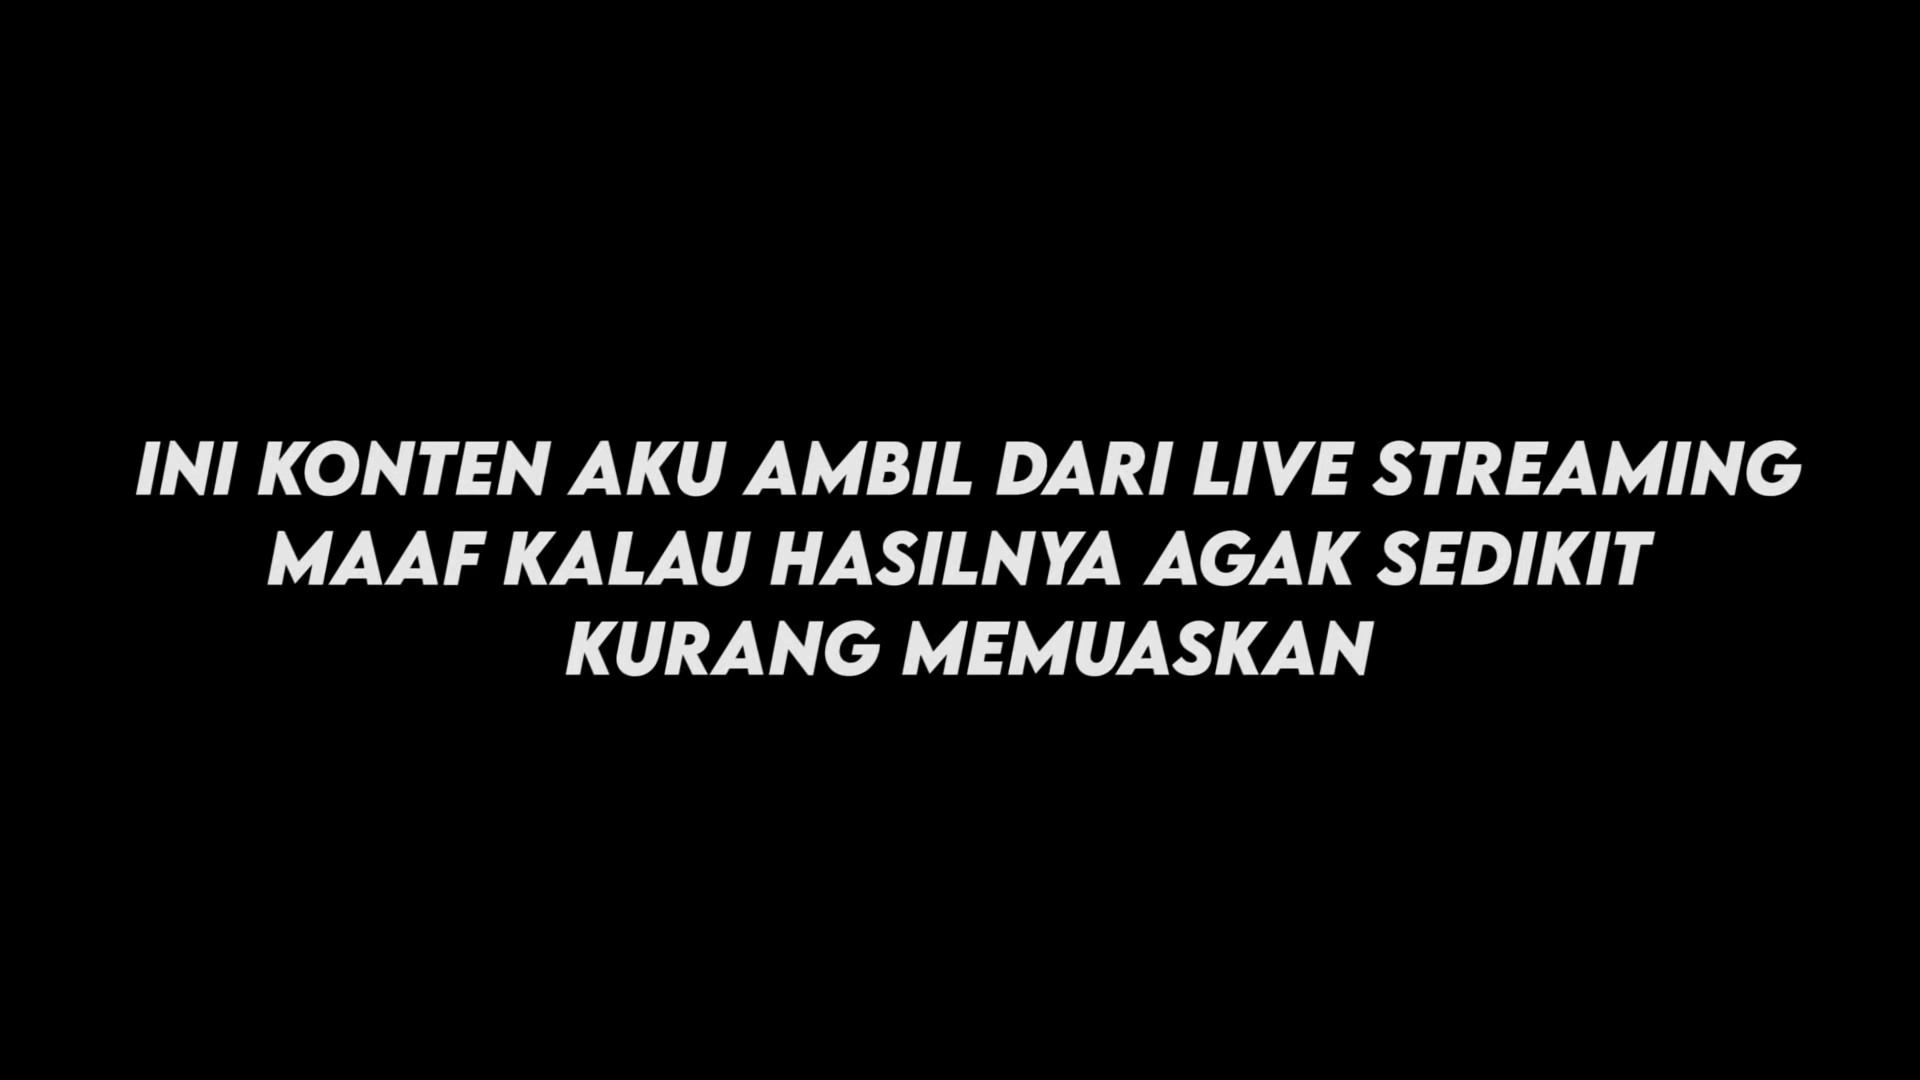 INI KONTEN AKU AMBIL DARI LIVE STREAMING
MAAF KALAU HASILNYA AGAK SEDIKIT
KURANG MEMUASKAN